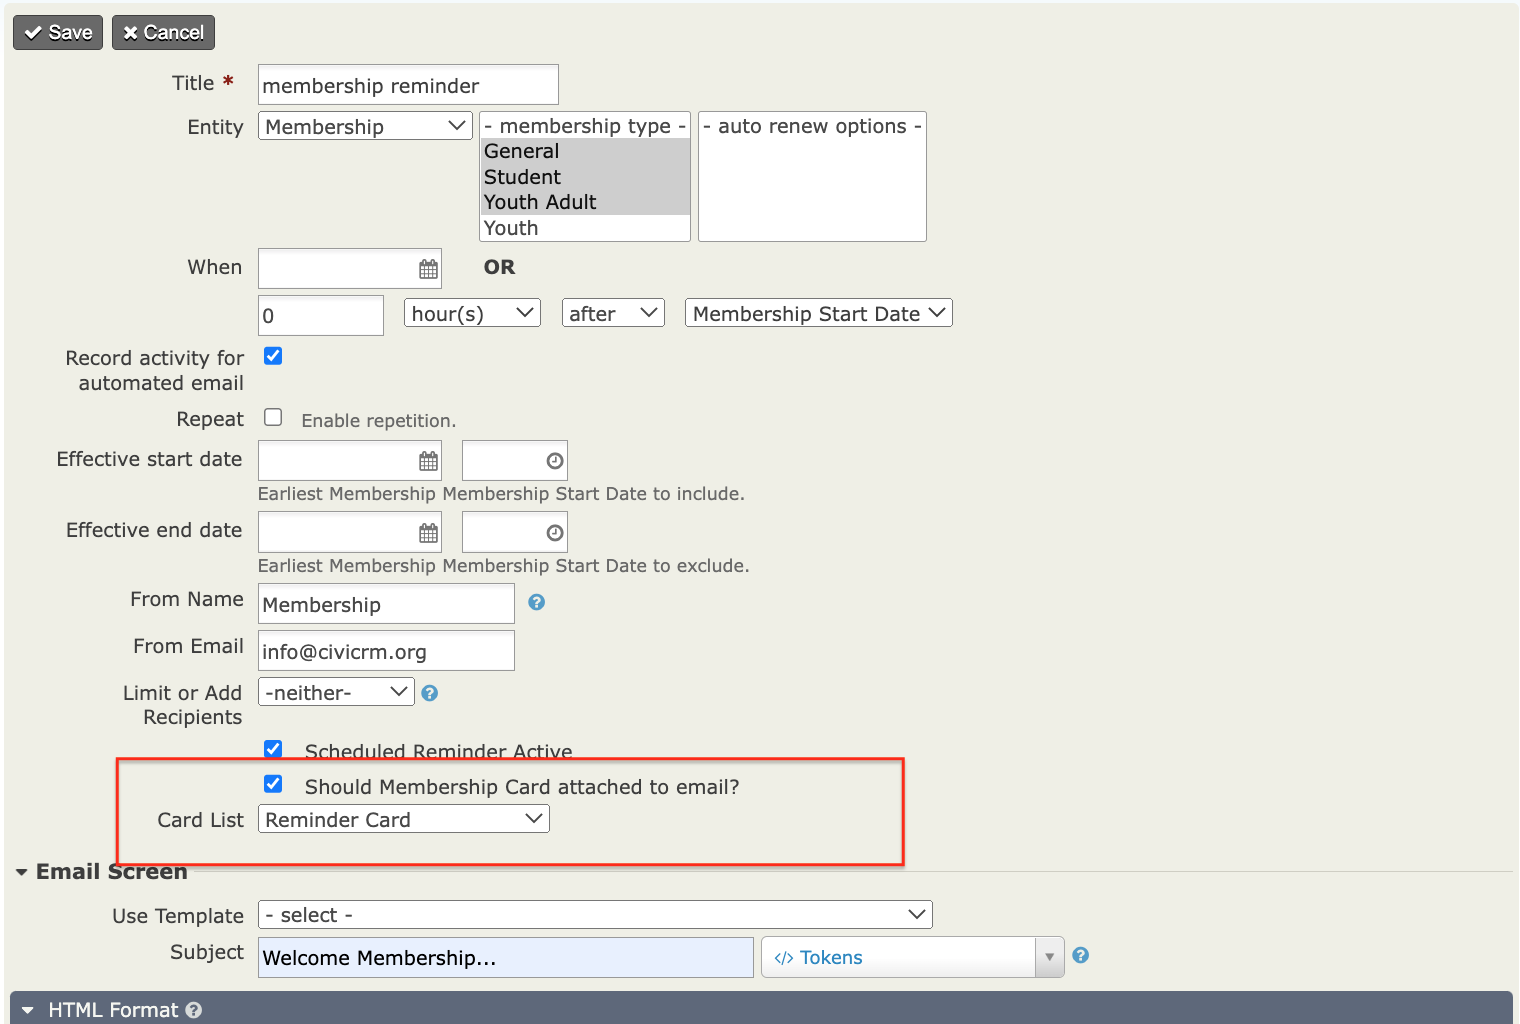 Save Cancel
Title * membership reminder
Entity Membership - membership type - - auto renew options -
General
Student
Youth Adult
Youth
When OR
0 hour(s) after Membership Start Date
Record activity for
automated email
Repeat Enable repetition.
Effective start date
Earliest Membership Membership Start Date to include.
Effective end date
Earliest Membership Membership Start Date to exclude.
From Name Membership
From Email info@civicrm.org
Limit or Add -neither-
Recipients
Scheduled Reminder Active
Should Membership Card attached to email?
Card List Reminder Card
Email Screen
Use Template - select -
Subject Welcome Membership... </> Tokens
HTML Format